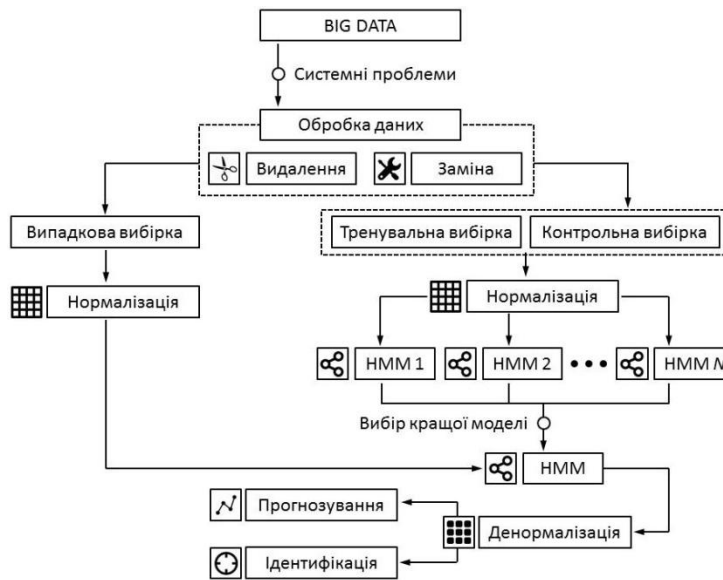 BIG DATA
Системні проблеми
Обробка даних
Видалення
Заміна
Випадкова вибірка
Тренувальна вибірка
Контрольна вибірка
Нормалізація
Нормалізація
НММ 1
НММ 2
НММ N
Вибір кращої моделі
НММ
Прогнозування
Денормалізація
Ідентифікація